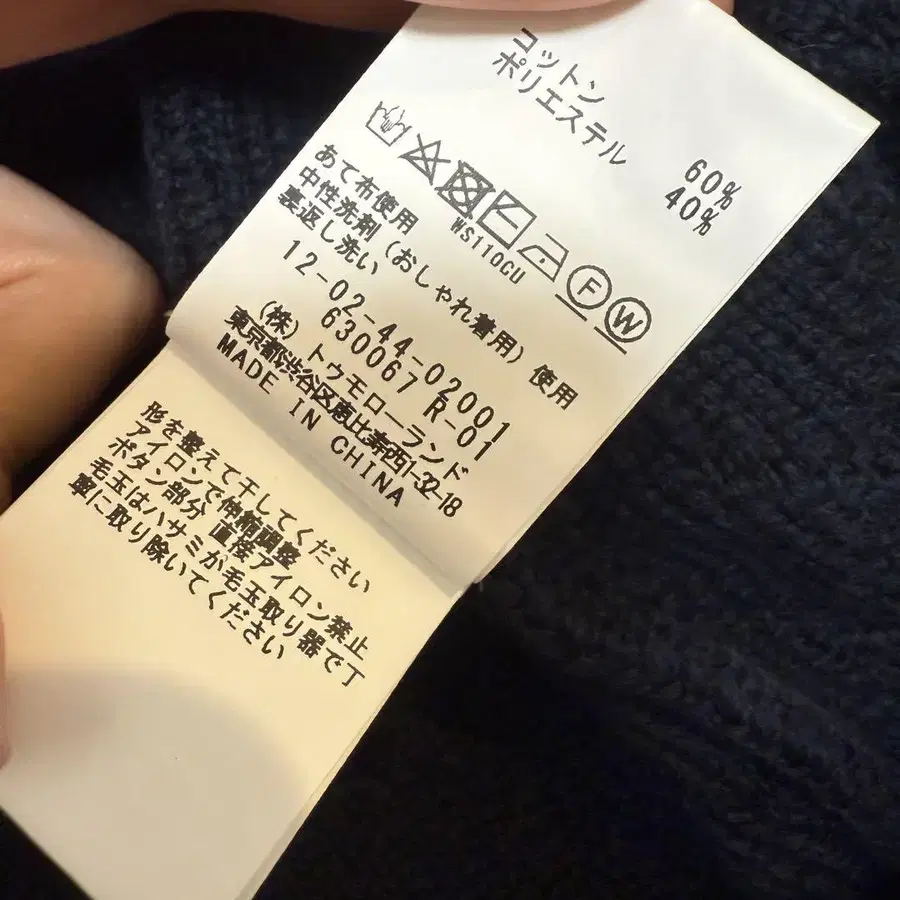 コットン 60%
ポリエステル 40%
WS110CU
F W
あて布使用
中性洗剤(おしゃれ着用)使用
裏返し洗い
12-02-44-02001
630067 R-01
(株)トゥモローランド
東京都渋谷区恵比寿西1-32-18
MADE IN CHINA
形を整えて干してください
アイロンで伸縮調整
ボタン部分 直接アイロン禁止
毛玉はハサミが毛玉取り器で丁
寧に取り除いてください